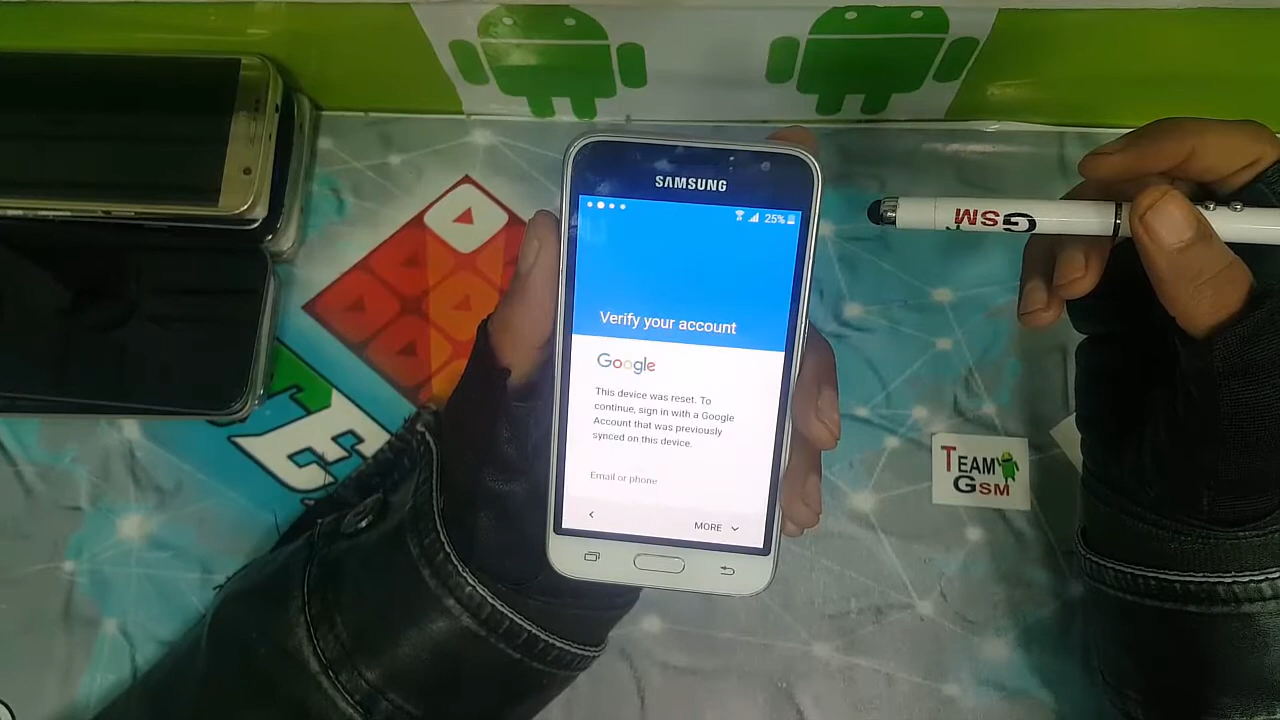 SAMSUNG
25%
Verify your account
Google
This device was reset. To
continue, sign in with a Google
Account that was previously
synced on this device.
Email or phone
MORE
GSM
TEAM
GSM